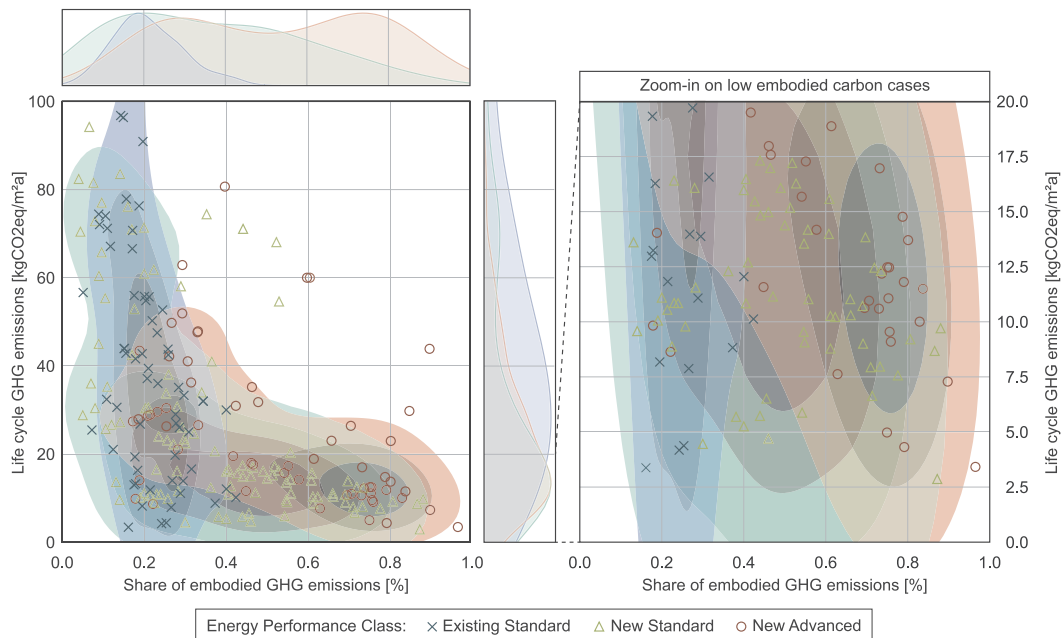 Zoom-in on low embodied carbon cases
100
80
60
40
20
0
Life cycle GHG emissions [kgCO2eq/m²a]
0.0 0.2 0.4 0.6 0.8 1.0
Share of embodied GHG emissions [%]
20.0
17.5
15.0
12.5
10.0
7.5
5.0
2.5
0.0
Life cycle GHG emissions [kgCO2eq/m²a]
0.0 0.2 0.4 0.6 0.8 1.0
Share of embodied GHG emissions [%]
Energy Performance Class: Existing Standard New Standard New Advanced